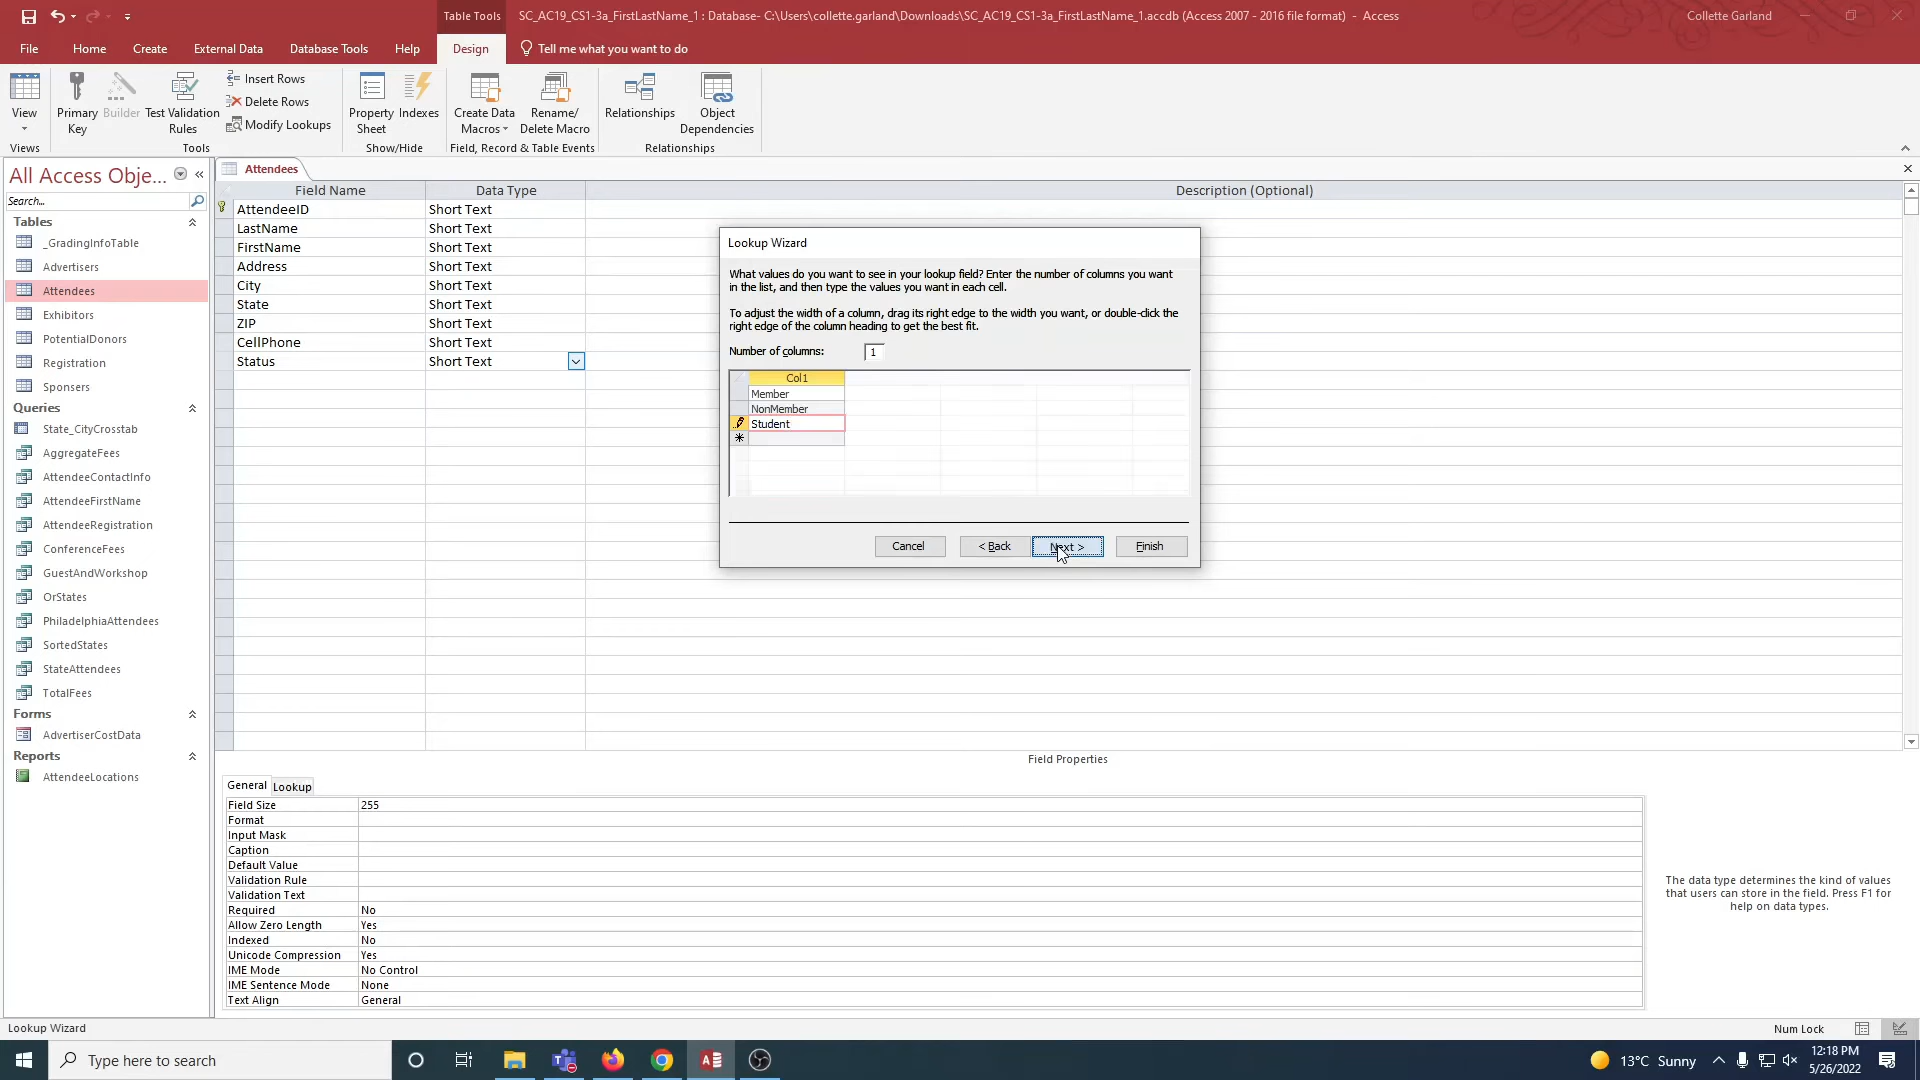 Table Tools
SC_AC19_CS1-3a_FirstLastName_1 : Database- C:\Users\collette.garland\Downloads\SC_AC19_CS1-3a_FirstLastName_1.accdb (Access 2007 - 2016 file format) - Access
Collette Garland
File
Home
Create
External Data
Database Tools
Help
Design
Tell me what you want to do
View
Views
Primary
Key
Builder
Test Validation
Rules
Insert Rows
Delete Rows
Modify Lookups
Tools
Property
Sheet
Indexes
Show/Hide
Create Data
Macros
Rename/
Delete Macro
Field, Record & Table Events
Relationships
Object
Dependencies
Relationships
All Access Obje...
Search...
Tables
_GradingInfoTable
Advertisers
Attendees
Exhibitors
PotentialDonors
Registration
Sponsers
Queries
State_CityCrosstab
AggregateFees
AttendeeContactInfo
AttendeeFirstName
AttendeeRegistration
ConferenceFees
GuestAndWorkshop
OrStates
PhiladelphiaAttendees
SortedStates
StateAttendees
TotalFees
Forms
AdvertiserCostData
Reports
AttendeeLocations
Attendees
Field Name Data Type Description (Optional)
AttendeeID Short Text
LastName Short Text
FirstName Short Text
Address Short Text
City Short Text
State Short Text
ZIP Short Text
CellPhone Short Text
Status Short Text
Lookup Wizard
What values do you want to see in your lookup field? Enter the number of columns you want
in the list, and then type the values you want in each cell.
To adjust the width of a column, drag its right edge to the width you want, or double-click the
right edge of the column heading to get the best fit.
Number of columns: 1
Col1
Member
NonMember
Student
Cancel
< Back
Next >
Finish
Field Properties
General Lookup
Field Size 255
Format
Input Mask
Caption
Default Value
Validation Rule
Validation Text
Required No
Allow Zero Length Yes
Indexed No
Unicode Compression Yes
IME Mode No Control
IME Sentence Mode None
Text Align General
The data type determines the kind of values
that users can store in the field. Press F1 for
help on data types.
Lookup Wizard
Num Lock
Type here to search
13°C Sunny
12:18 PM
5/26/2022